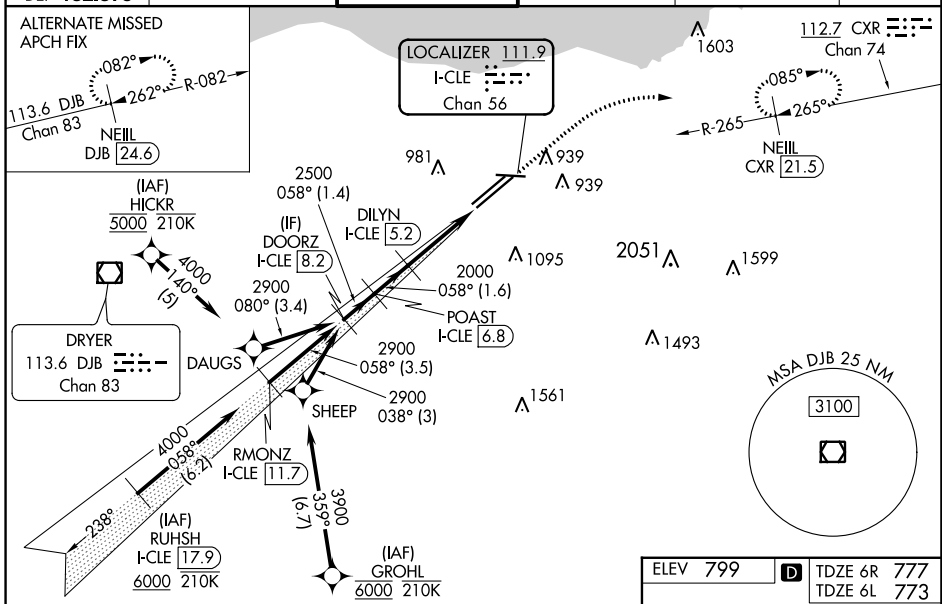 ALTERNATE MISSED
APCH FIX
082°
262°
R-082
113.6 DJB
Chan 83
NEIIL
DJB 24.6
LOCALIZER 111.9
I-CLE
Chan 56
1603
112.7 CXR
Chan 74
085°
265°
R-265
NEIIL
CXR 21.5
981
939
939
2500
058° (1.4)
(IAF)
HICKR
5000 210K
(IF)
DOORZ
I-CLE 8.2
DILYN
I-CLE 5.2
4000
140°
(5)
1095
2051
1599
2900
080° (3.4)
2000
058° (1.6)
POAST
I-CLE 6.8
DRYER
113.6 DJB
Chan 83
DAUGS
2900
058° (3.5)
1493
2900
038° (3)
SHEEP
1561
MSA DJB 25 NM
3100
4000
058°
(6.2)
RMONZ
I-CLE 11.7
3900
359°
(6.7)
238°
(IAF)
RUHSH
I-CLE 17.9
6000 210K
(IAF)
GROHL
6000 210K
ELEV 799
D
TDZE 6R 777
TDZE 6L 773